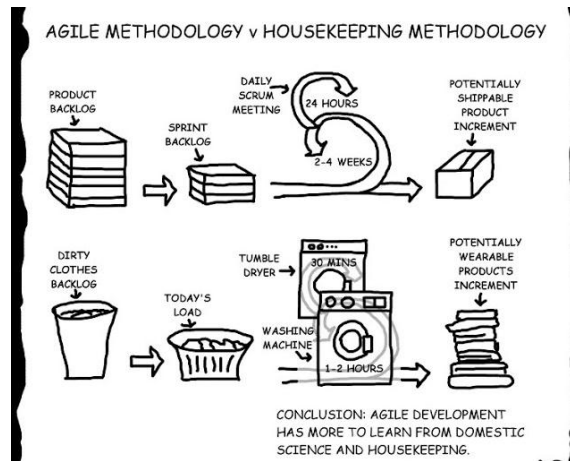 AGILE METHODOLOGY v HOUSEKEEPING METHODOLOGY
PRODUCT
BACKLOG
SPRINT
BACKLOG
DAILY
SCRUM
MEETING
24 HOURS
2-4 WEEKS
POTENTIALLY
SHIPPABLE
PRODUCT
INCREMENT
DIRTY
CLOTHES
BACKLOG
TODAY'S
LOAD
TUMBLE
DRYER
30 MINS
WASHING
MACHINE
1-2 HOURS
POTENTIALLY
WEARABLE
PRODUCTS
INCREMENT
CONCLUSION: AGILE DEVELOPMENT
HAS MORE TO LEARN FROM DOMESTIC
SCIENCE AND HOUSEKEEPING.